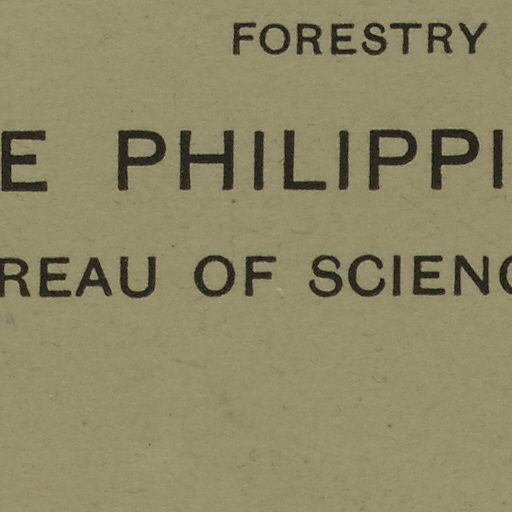 FORESTRY
E PHILIPPI
REAU OF SCIENC